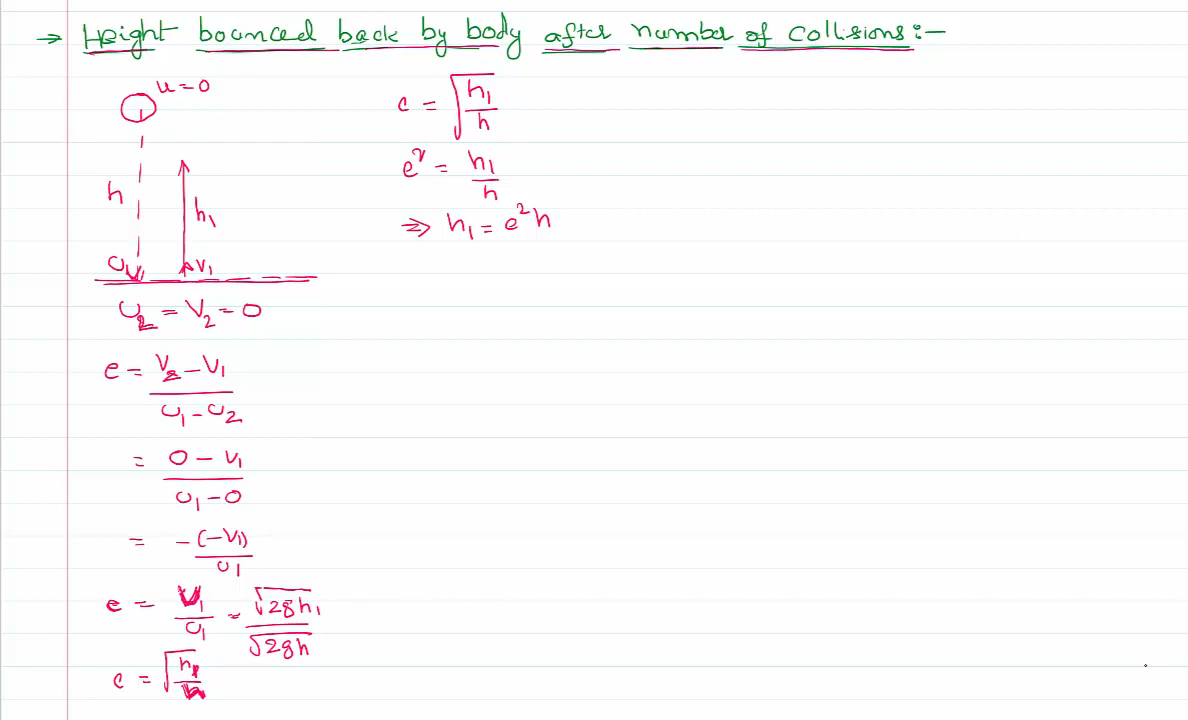 → Height bounced back by body after number of collisions:-
u=0
h
h₁
u₁
v₁
u₂ = v₂ = 0
e = (v₂ - v₁)/(u₁ - u₂)
= (0 - v₁)/(u₁ - 0)
= -(-v₁)/u₁
e = v₁/u₁ = √2gh₁/√2gh
e = √(h₁/h)
e = √(h₁/h)
e² = h₁/h
⇒ h₁ = e²h